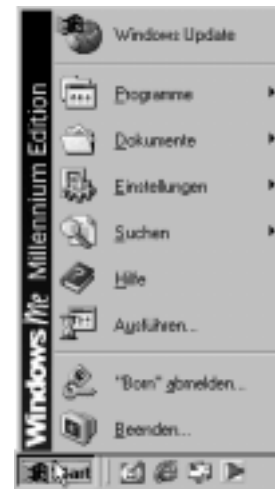 Windows Update
Programme
Dokumente
Einstellungen
Suchen
Hilfe
Ausführen...
"Born" abmelden...
Beenden...
Windows Me Millennium Edition
Start